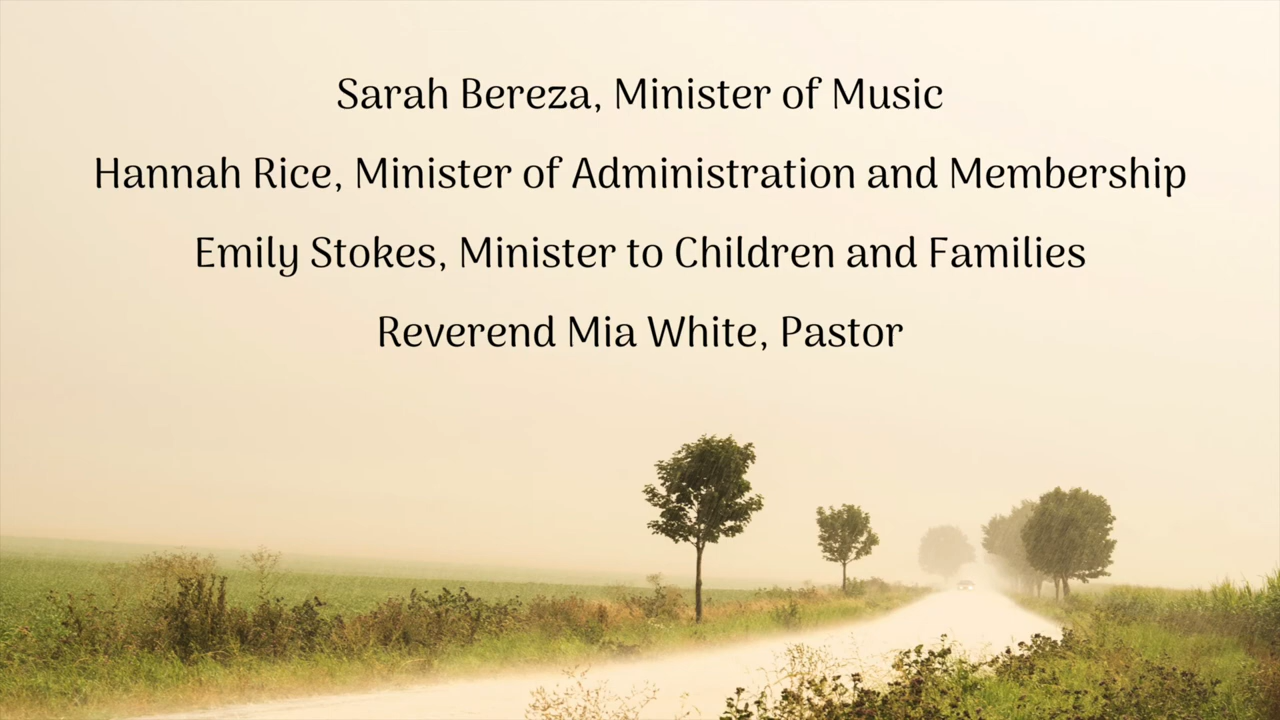 Sarah Bereza, Minister of Music
Hannah Rice, Minister of Administration and Membership
Emily Stokes, Minister to Children and Families
Reverend Mia White, Pastor